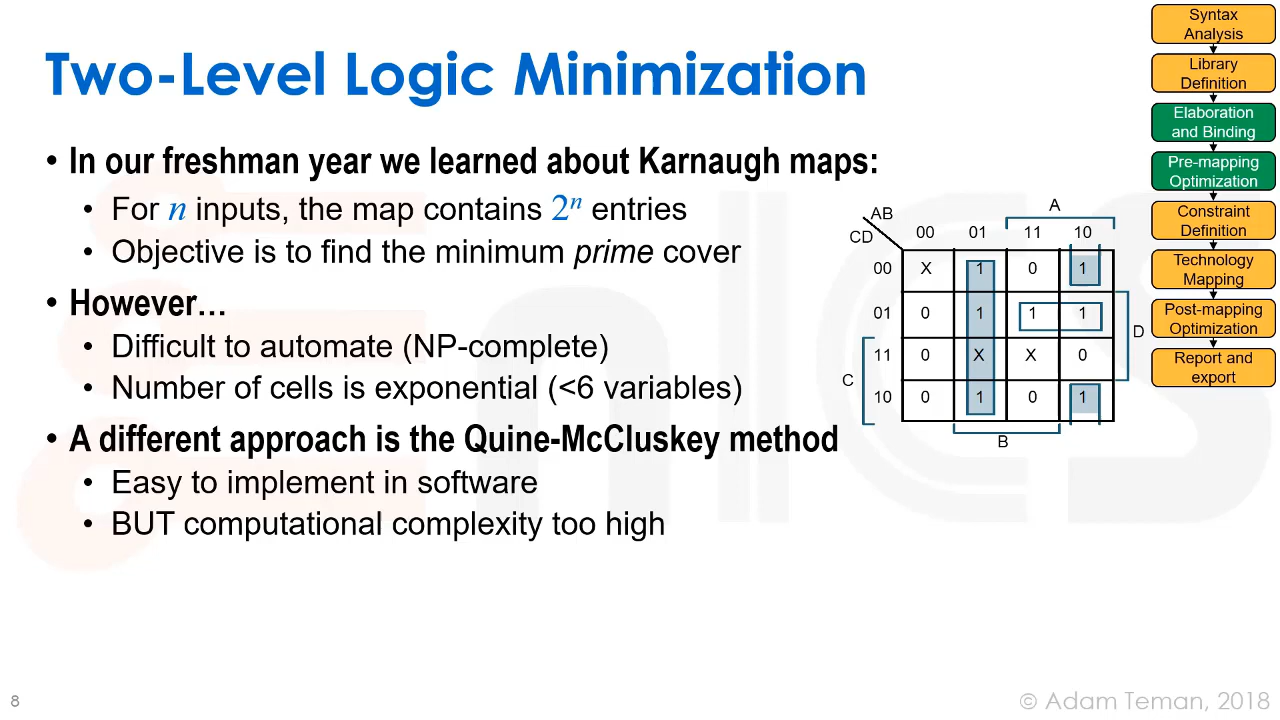 Two-Level Logic Minimization
• In our freshman year we learned about Karnaugh maps:
• For n inputs, the map contains 2ⁿ entries
• Objective is to find the minimum prime cover
• However…
• Difficult to automate (NP-complete)
• Number of cells is exponential (<6 variables)
• A different approach is the Quine-McCluskey method
• Easy to implement in software
• BUT computational complexity too high
A
AB
CD 00 01 11 10
00 X 1 0 1
01 0 1 1 1
D
11 0 X X 0
C
10 0 1 0 1
B
Syntax
Analysis
Library
Definition
Elaboration
and Binding
Pre-mapping
Optimization
Constraint
Definition
Technology
Mapping
Post-mapping
Optimization
Report and
export
nICS
8
© Adam Teman, 2018